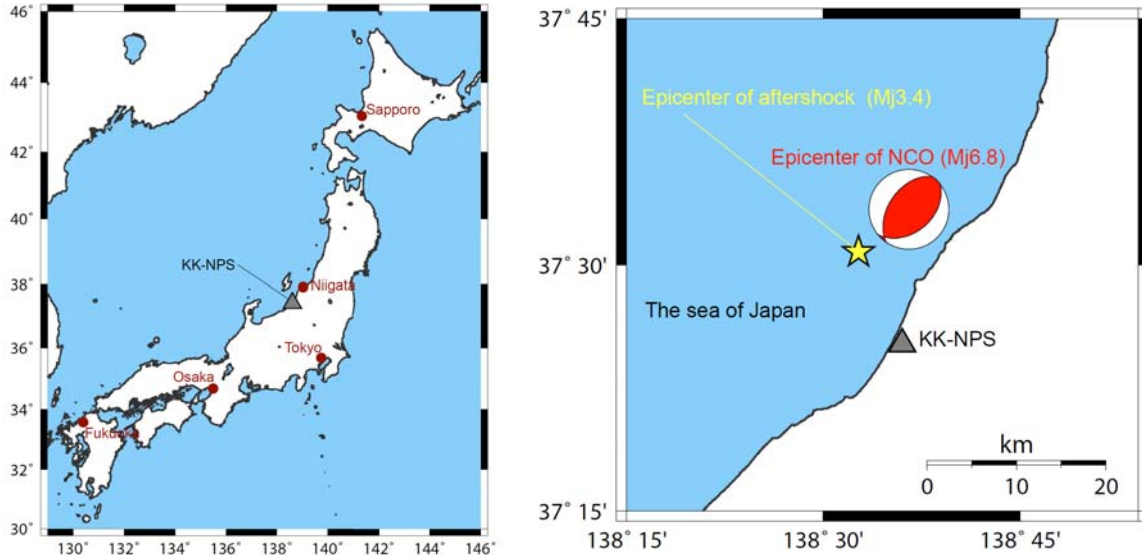 46˚
44˚
42˚
40˚
38˚
36˚
34˚
32˚
30˚
130˚ 132˚ 134˚ 136˚ 138˚ 140˚ 142˚ 144˚ 146˚
Sapporo
KK-NPS
Niigata
Tokyo
Osaka
Fukuoka
37˚ 45'
37˚ 30'
37˚ 15'
138˚ 15' 138˚ 30' 138˚ 45'
Epicenter of aftershock (Mj3.4)
Epicenter of NCO (Mj6.8)
The sea of Japan
KK-NPS
km
0 10 20